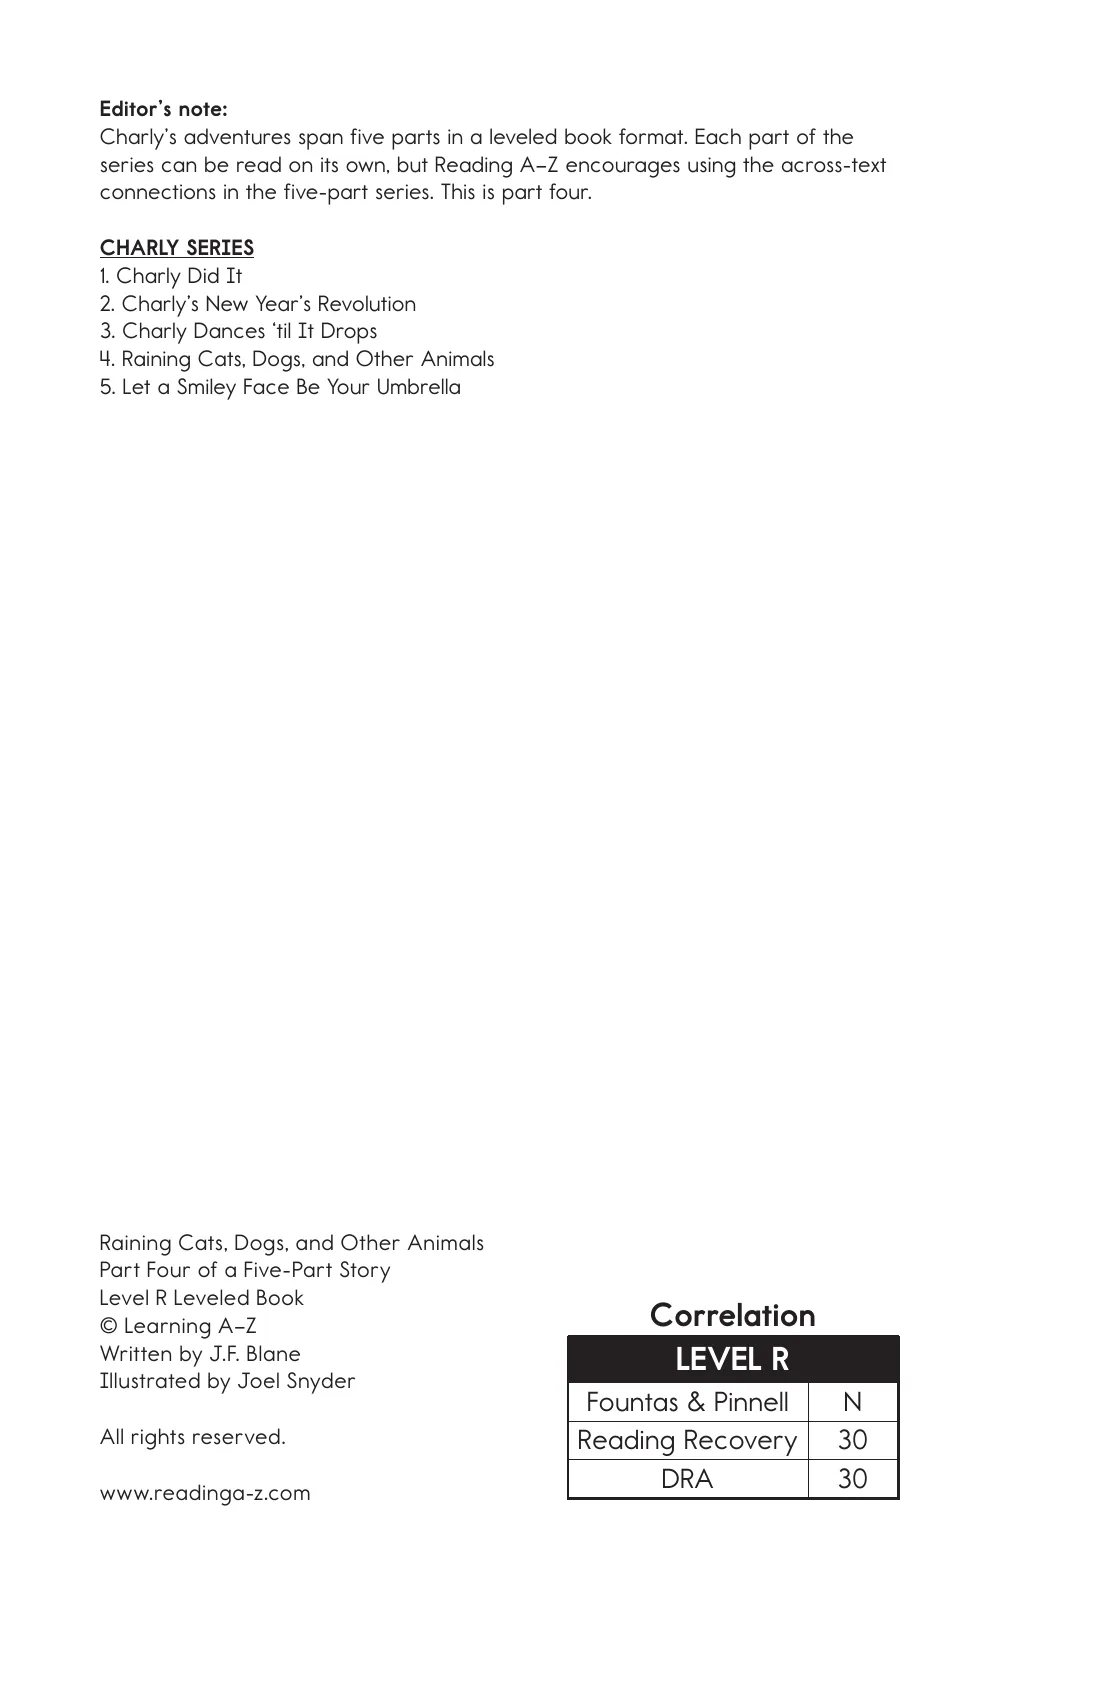 Editor’s note:
Charly’s adventures span five parts in a leveled book format. Each part of the
series can be read on its own, but Reading A–Z encourages using the across-text
connections in the five-part series. This is part four.
CHARLY SERIES
1. Charly Did It
2. Charly’s New Year’s Revolution
3. Charly Dances ‘til It Drops
4. Raining Cats, Dogs, and Other Animals
5. Let a Smiley Face Be Your Umbrella
Raining Cats, Dogs, and Other Animals
Part Four of a Five-Part Story
Level R Leveled Book
© Learning A–Z
Written by J.F. Blane
Illustrated by Joel Snyder
All rights reserved.
www.readinga-z.com
Correlation
LEVEL R
Fountas & Pinnell N
Reading Recovery 30
DRA 30